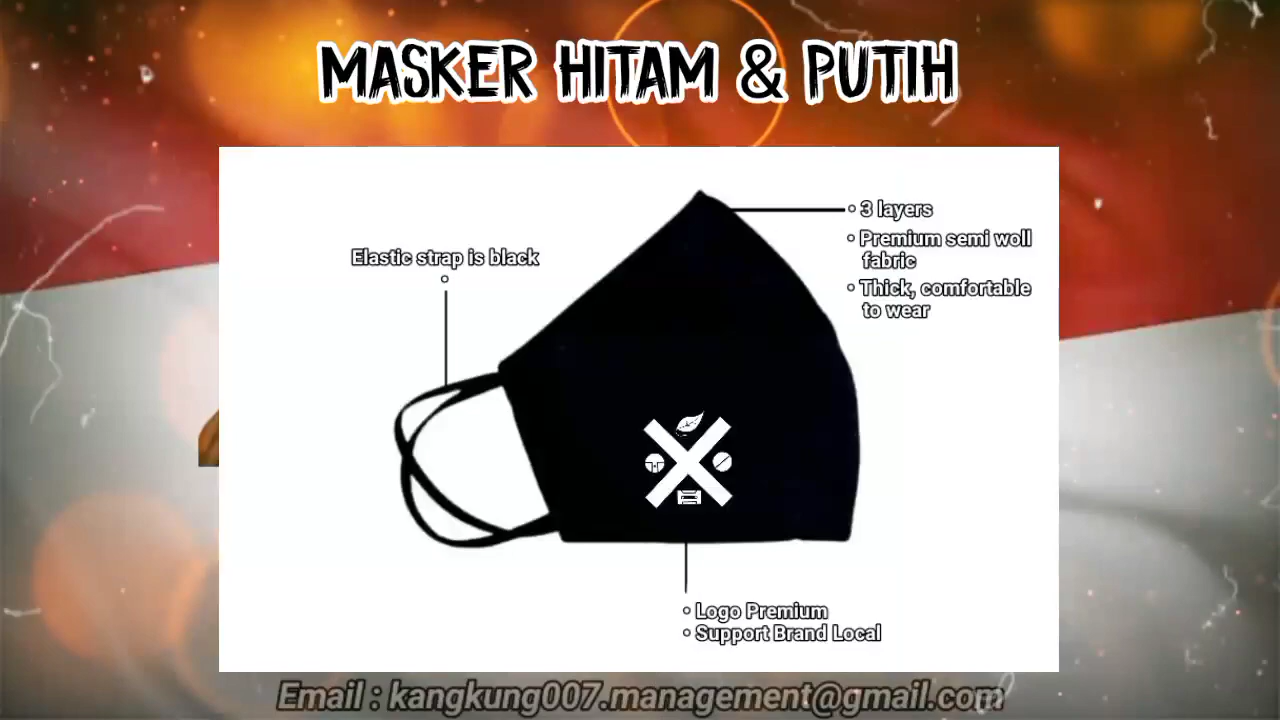 MASKER HITAM & PUTIH
Elastic strap is black
• 3 layers
• Premium semi woll
fabric
• Thick, comfortable
to wear
• Logo Premium
• Support Brand Local
Email : kangkung007.management@gmail.com